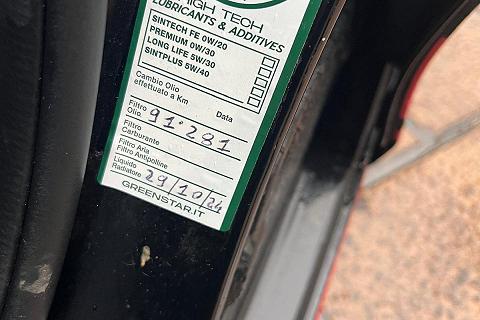 HIGH TECH
LUBRICANTS & ADDITIVES
SINTECH FE 0W/20
PREMIUM 0W/30
LONG LIFE 5W/30
SINTPLUS 5W/40
Cambio Olio
effettuato a Km
Data
Filtro
Olio
91.281
Filtro
Carburante
Filtro Aria
Filtro Antipolline
Liquido
Radiatore
29/10/24
GREENSTAR.IT